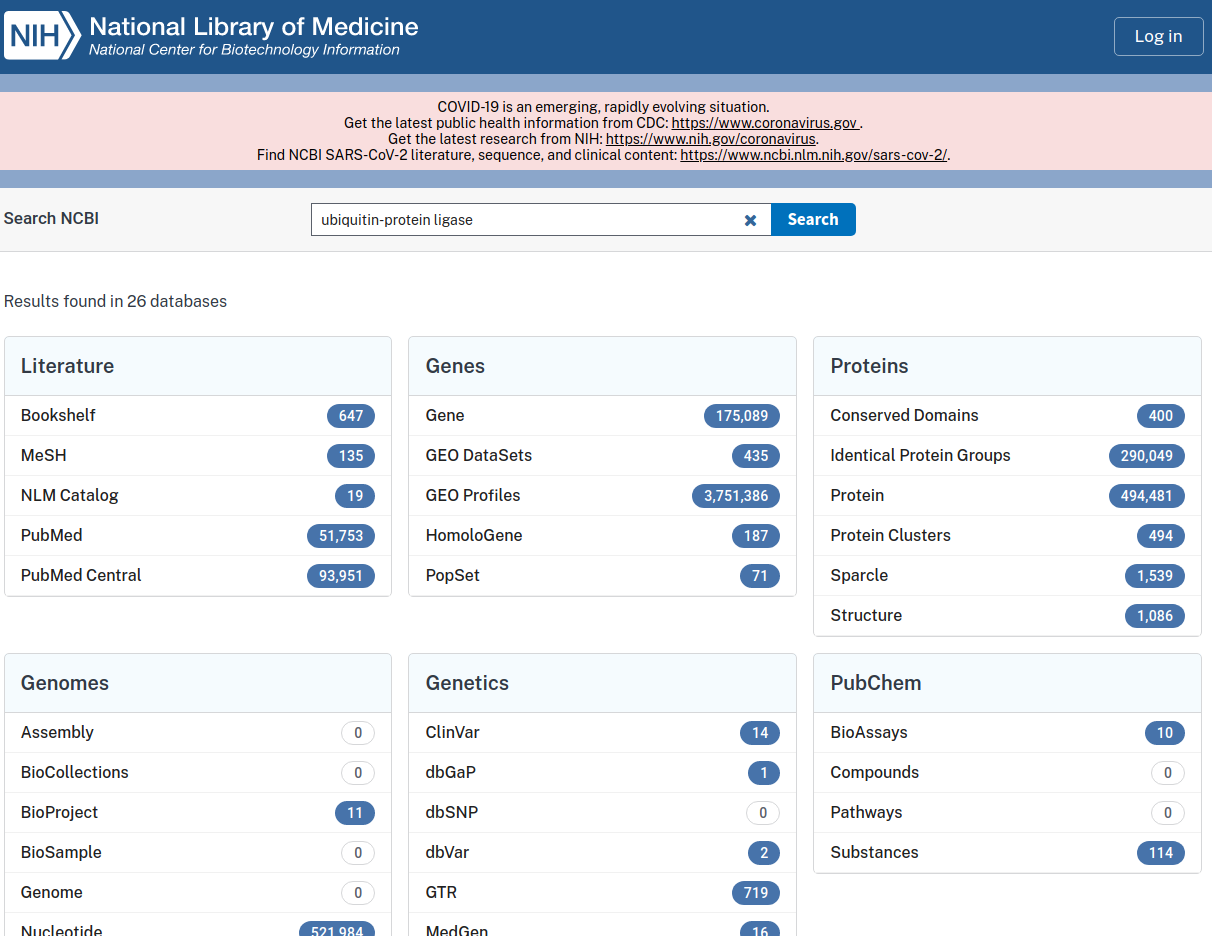 NIH National Library of Medicine
National Center for Biotechnology Information
Log in
COVID-19 is an emerging, rapidly evolving situation.
Get the latest public health information from CDC: https://www.coronavirus.gov .
Get the latest research from NIH: https://www.nih.gov/coronavirus.
Find NCBI SARS-CoV-2 literature, sequence, and clinical content: https://www.ncbi.nlm.nih.gov/sars-cov-2/.
Search NCBI
ubiquitin-protein ligase
Search
Results found in 26 databases
Literature
Bookshelf 647
MeSH 135
NLM Catalog 19
PubMed 51,753
PubMed Central 93,951
Genes
Gene 175,089
GEO DataSets 435
GEO Profiles 3,751,386
HomoloGene 187
PopSet 71
Proteins
Conserved Domains 400
Identical Protein Groups 290,049
Protein 494,481
Protein Clusters 494
Sparcle 1,539
Structure 1,086
Genomes
Assembly 0
BioCollections 0
BioProject 11
BioSample 0
Genome 0
Nucleotide 521,984
Genetics
ClinVar 14
dbGaP 1
dbSNP 0
dbVar 2
GTR 719
MedGen 16
PubChem
BioAssays 10
Compounds 0
Pathways 0
Substances 114